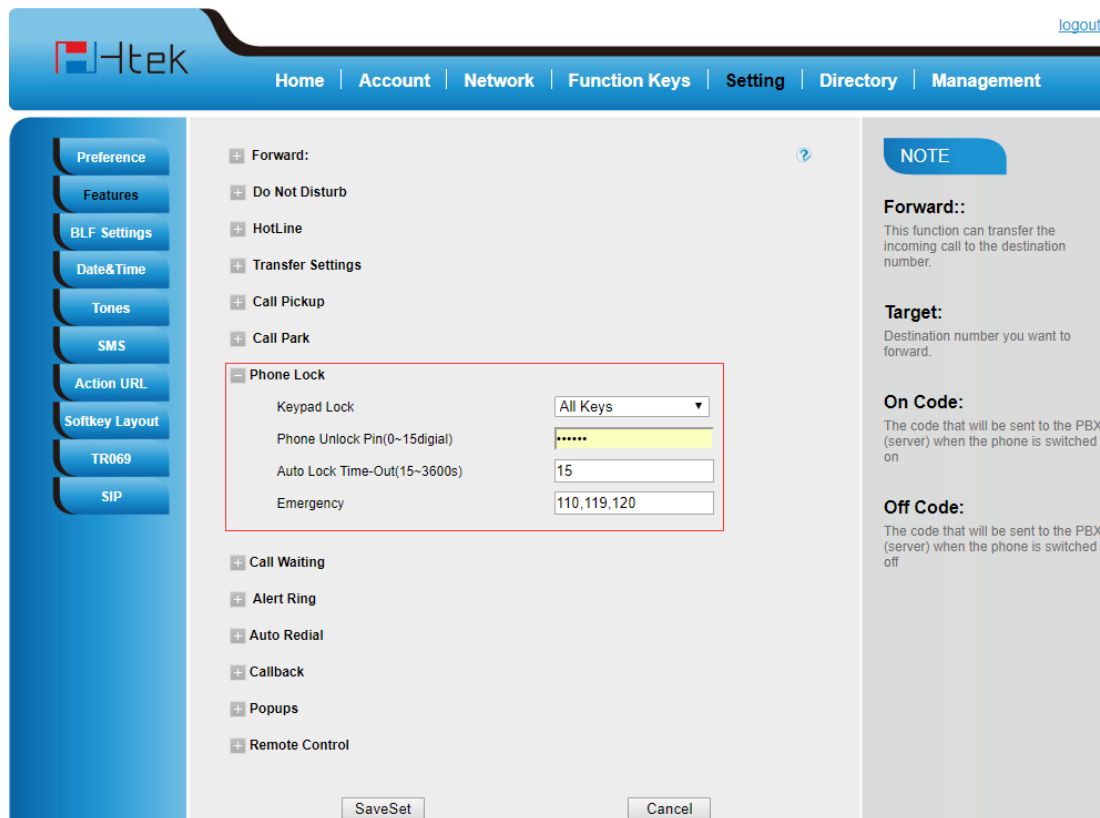 logout
Htek
Home Account Network Function Keys Setting Directory Management
Preference
Features
BLF Settings
Date&Time
Tones
SMS
Action URL
Softkey Layout
TR069
SIP
Forward:
Do Not Disturb
HotLine
Transfer Settings
Call Pickup
Call Park
Phone Lock
Keypad Lock All Keys
Phone Unlock Pin(0~15digial) ••••••
Auto Lock Time-Out(15~3600s) 15
Emergency 110,119,120
Call Waiting
Alert Ring
Auto Redial
Callback
Popups
Remote Control
SaveSet Cancel
NOTE
Forward::
This function can transfer the
incoming call to the destination
number.
Target:
Destination number you want to
forward.
On Code:
The code that will be sent to the PBX
(server) when the phone is switched
on
Off Code:
The code that will be sent to the PBX
(server) when the phone is switched
off